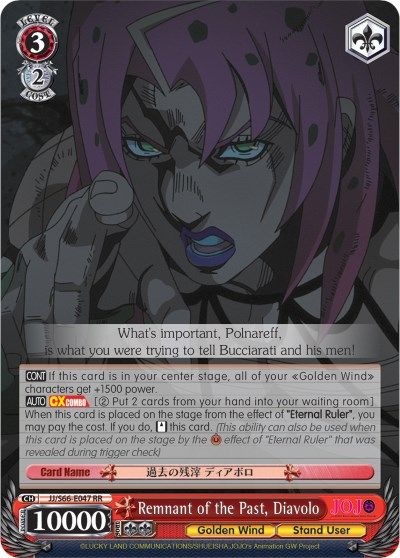 LEVEL
3
2
COST
What's important, Polnareff,
is what you were trying to tell Bucciarati and his men!
CONT If this card is in your center stage, all of your «Golden Wind»
characters get +1500 power.
AUTO CXCOMBO [(2) Put 2 cards from your hand into your waiting room]
When this card is placed on the stage from the effect of "Eternal Ruler", you
may pay the cost. If you do, this card. (This ability can also be used
when this card is placed on the stage by the effect of "Eternal Ruler" that was
revealed during trigger check)
Card Name 過去の残滓 ディアボロ
CH JJ/S66-E047 RR
Remnant of the Past, Diavolo JOJO
POWER 10000 SOUL
Golden Wind Stand User
©LUCKY LAND COMMUNICATIONS/SHUEISHA,JOJO's Animation GW Project